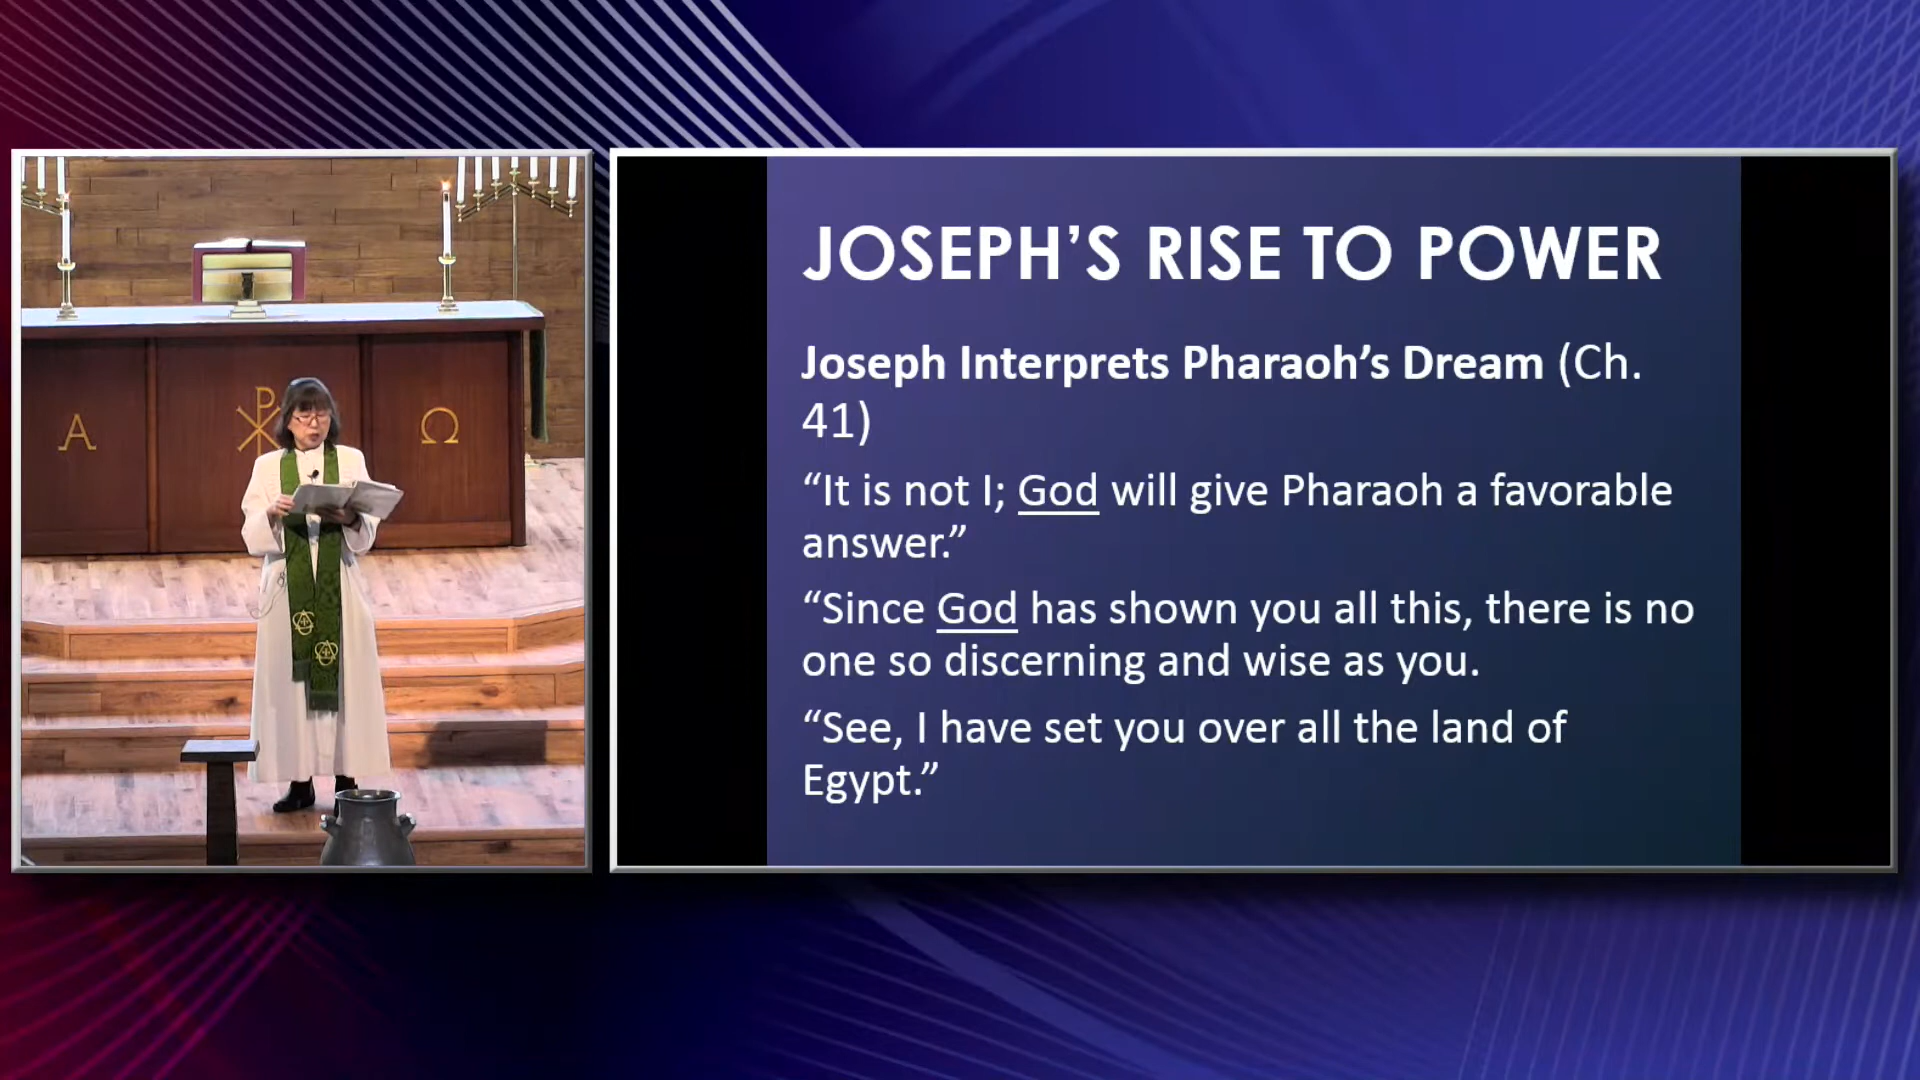 JOSEPH’S RISE TO POWER
Joseph Interprets Pharaoh’s Dream (Ch.
41)
“It is not I; God will give Pharaoh a favorable
answer.”
“Since God has shown you all this, there is no
one so discerning and wise as you.
“See, I have set you over all the land of
Egypt.”
Α
☧
Ω